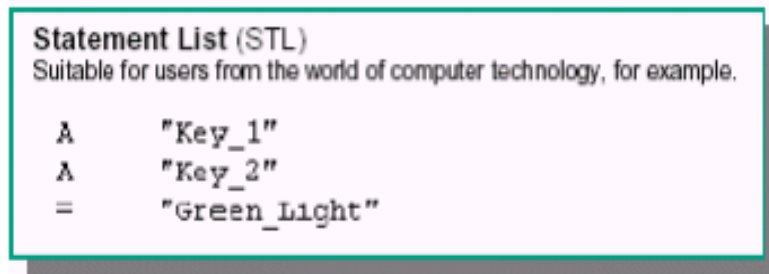 Statement List (STL)
Suitable for users from the world of computer technology, for example.
A "Key_1"
A "Key_2"
= "Green_Light"